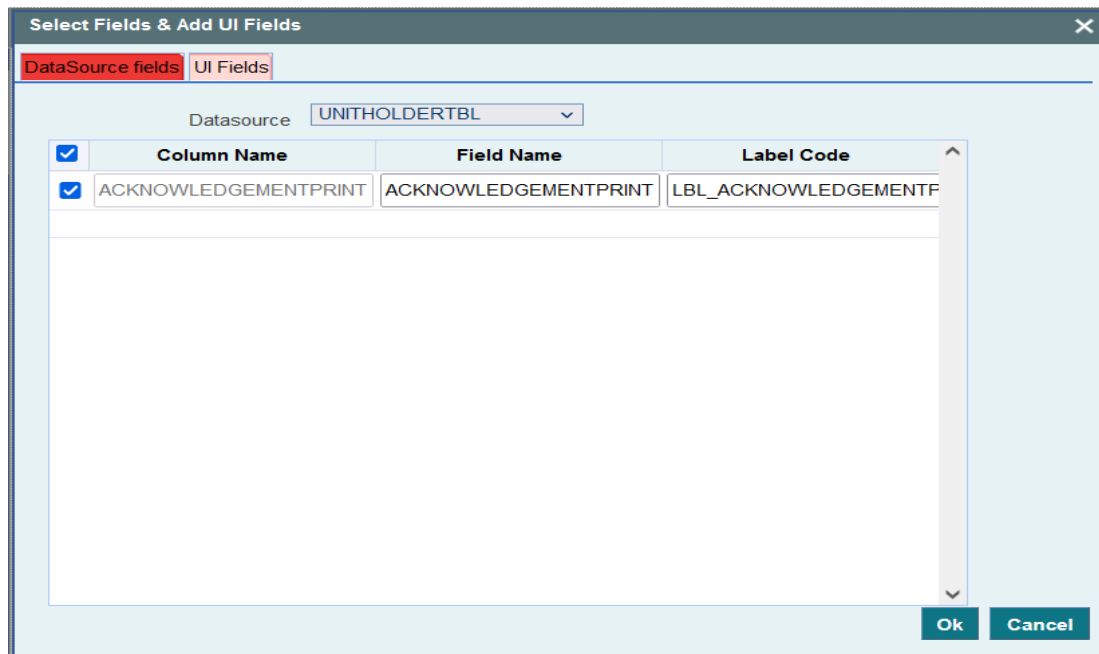 Select Fields & Add UI Fields
DataSource fields UI Fields
Datasource UNITHOLDERTBL
Column Name Field Name Label Code
ACKNOWLEDGEMENTPRINT ACKNOWLEDGEMENTPRINT LBL_ACKNOWLEDGEMENTP
Ok Cancel